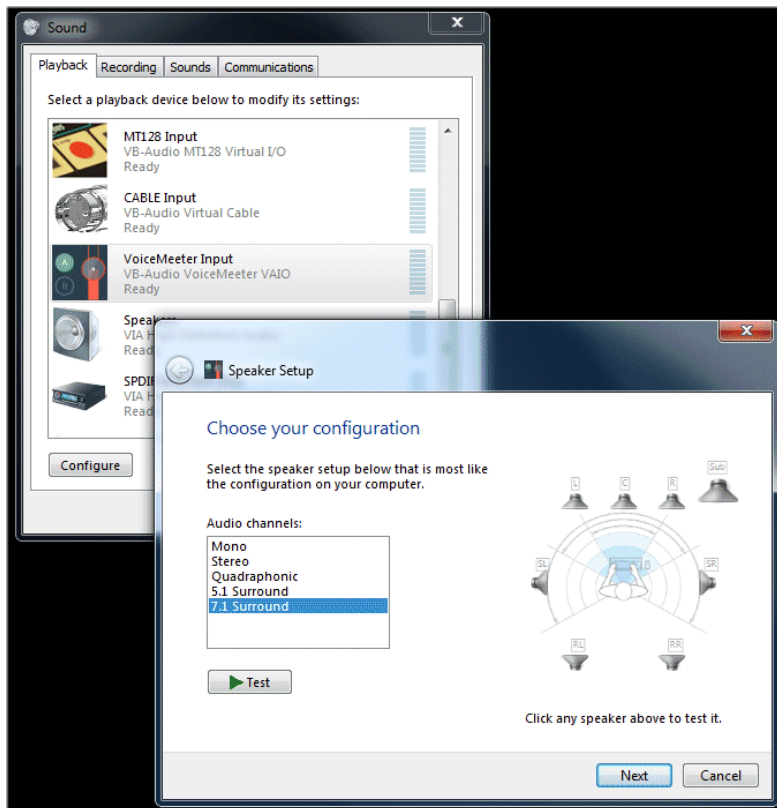 Sound
Playback
Recording
Sounds
Communications
Select a playback device below to modify its settings:
MT128 Input
VB-Audio MT128 Virtual I/O
Ready
CABLE Input
VB-Audio Virtual Cable
Ready
VoiceMeeter Input
VB-Audio VoiceMeeter VAIO
Ready
A
B
Speakers
VIA
Read
SPDIF
VIA
Read
Configure
Speaker Setup
Choose your configuration
Select the speaker setup below that is most like
the configuration on your computer.
Audio channels:
Mono
Stereo
Quadraphonic
5.1 Surround
7.1 Surround
Test
L
C
R
Sub
SL
SR
RL
RR
Click any speaker above to test it.
Next
Cancel